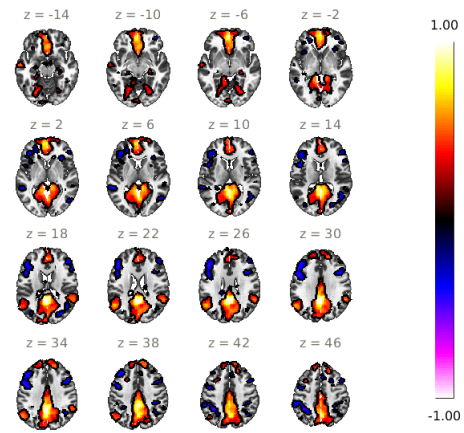 z = -14 z = -10 z = -6 z = -2
1.00
z = 2 z = 6 z = 10 z = 14
z = 18 z = 22 z = 26 z = 30
z = 34 z = 38 z = 42 z = 46
-1.00